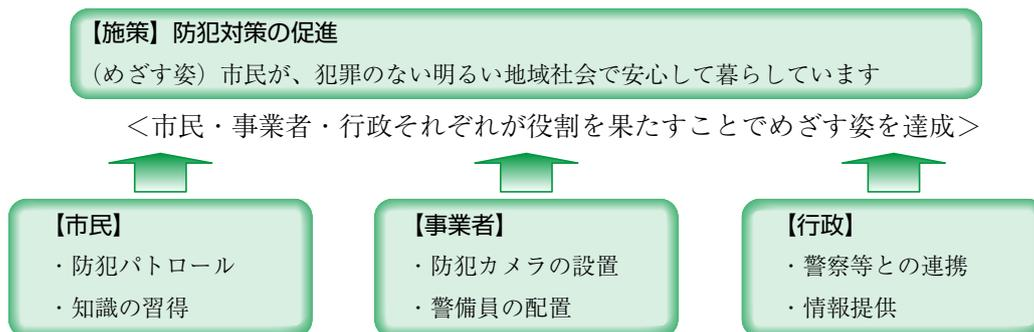 【施策】防犯対策の促進
（めざす姿）市民が、犯罪のない明るい地域社会で安心して暮らしています
＜市民・事業者・行政それぞれが役割を果たすことでめざす姿を達成＞
【市民】
・防犯パトロール
・知識の習得
【事業者】
・防犯カメラの設置
・警備員の配置
【行政】
・警察等との連携
・情報提供